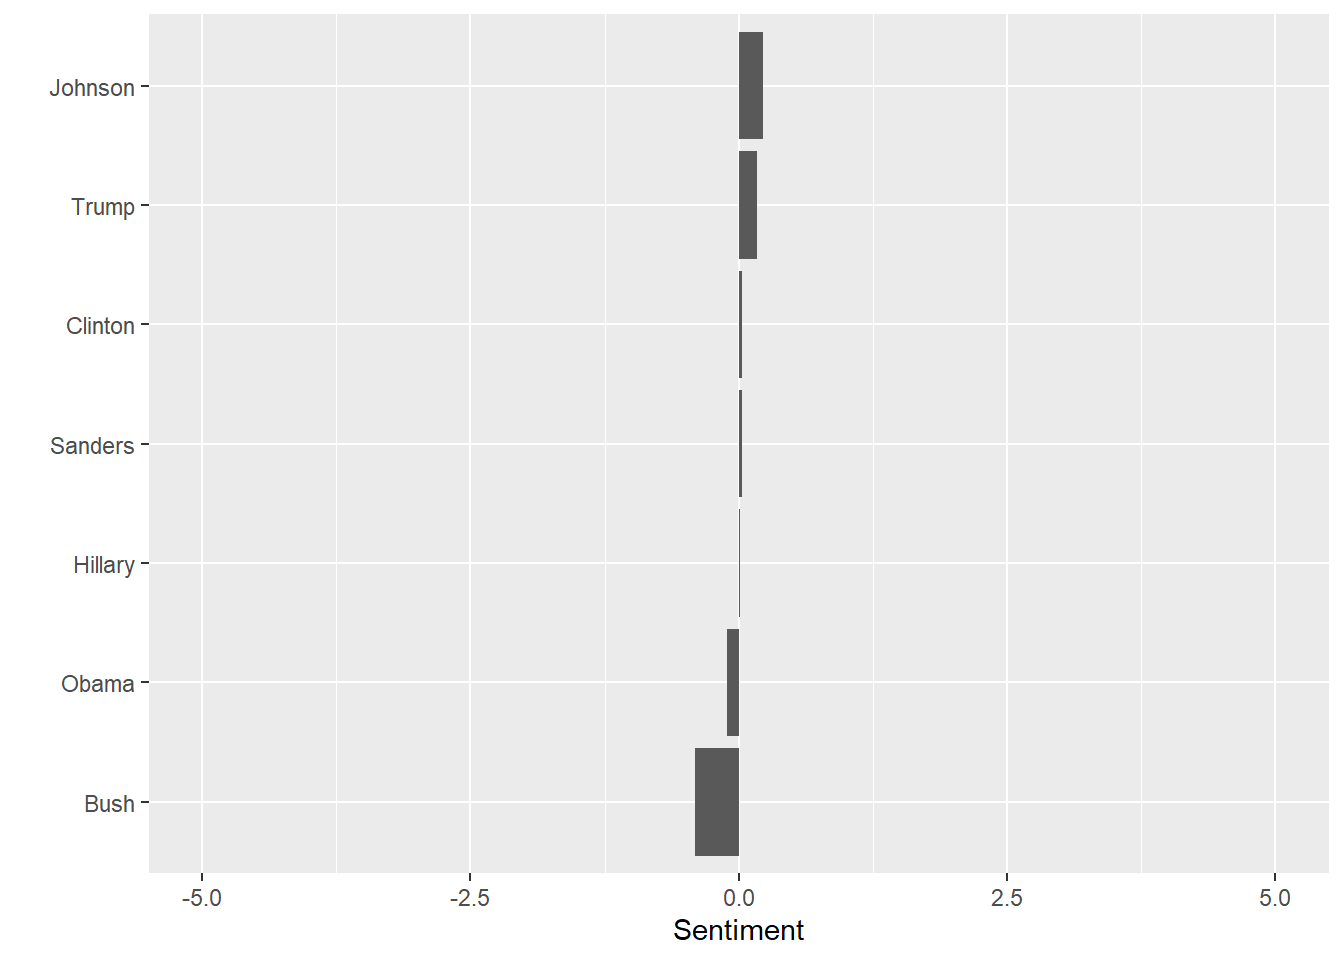 Johnson
Trump
Clinton
Sanders
Hillary
Obama
Bush
-5.0 -2.5 0.0 2.5 5.0
Sentiment